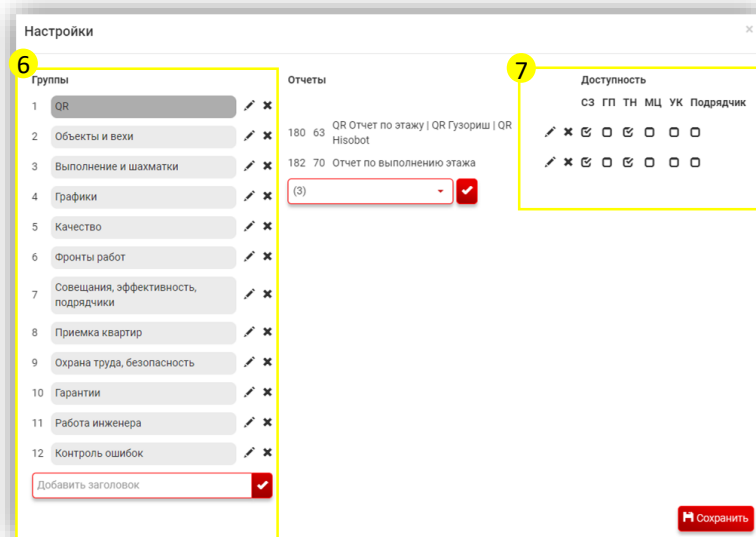 Настройки
6
7
Группы
1 QR
2 Объекты и вехи
3 Выполнение и шахматки
4 Графики
5 Качество
6 Фронты работ
7 Совещания, эффективность,
подрядчики
8 Приемка квартир
9 Охрана труда, безопасность
10 Гарантии
11 Работа инженера
12 Контроль ошибок
Добавить заголовок
Отчеты
180 63 QR Отчет по этажу | QR Гузориш | QR
Hisobot
182 70 Отчет по выполнению этажа
(3)
Доступность
СЗ ГП ТН МЦ УК Подрядчик
Сохранить